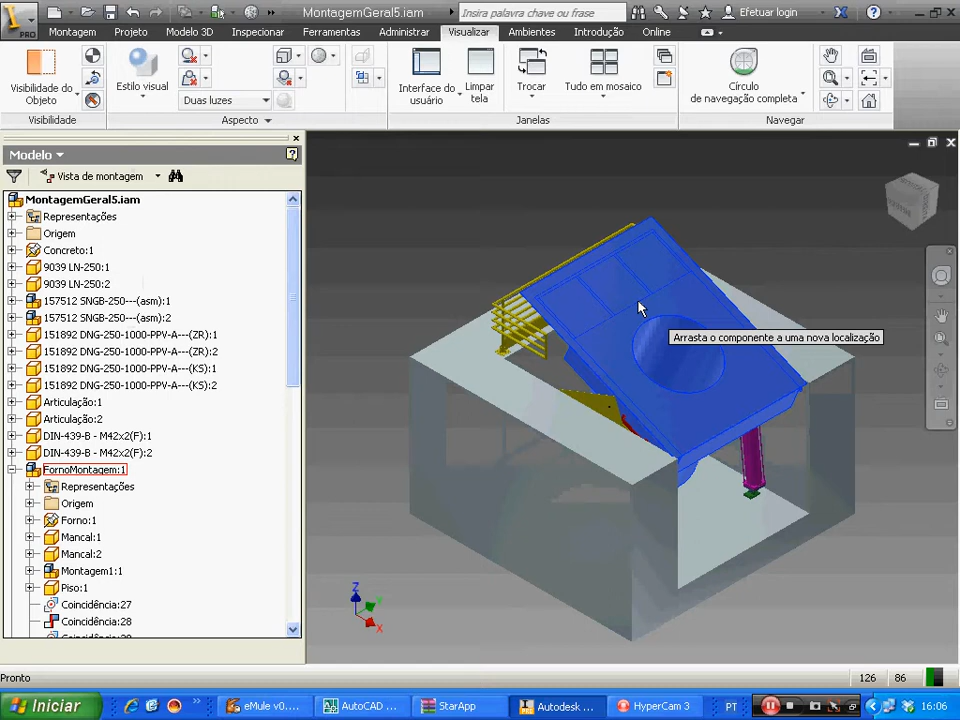 MontagemGeral5.iam
Insira palavra chave ou frase
Efetuar login
PRO
Montagem
Projeto
Modelo 3D
Inspecionar
Ferramentas
Administrar
Visualizar
Ambientes
Introdução
Online
Visibilidade do
Objeto
Estilo visual
Duas luzes
Interface do
usuário
Limpar
tela
Trocar
Tudo em mosaico
Círculo
de navegação completa
Visibilidade
Aspecto
Janelas
Navegar
Modelo
Vista de montagem
MontagemGeral5.iam
Representações
Origem
Concreto:1
9039 LN-250:1
9039 LN-250:2
157512 SNGB-250---(asm):1
157512 SNGB-250---(asm):2
151892 DNG-250-1000-PPV-A---(ZR):1
151892 DNG-250-1000-PPV-A---(ZR):2
151892 DNG-250-1000-PPV-A---(KS):1
151892 DNG-250-1000-PPV-A---(KS):2
Articulação:1
Articulação:2
DIN-439-B - M42x2(F):1
DIN-439-B - M42x2(F):2
FornoMontagem:1
Representações
Origem
Forno:1
Mancal:1
Mancal:2
Montagem1:1
Piso:1
Coincidência:27
Coincidência:28
Arrasta o componente a uma nova localização
Z
Y
X
Pronto
126
86
Iniciar
eMule v0....
AutoCAD ...
StarApp
Autodesk ...
HyperCam 3
PT
16:06